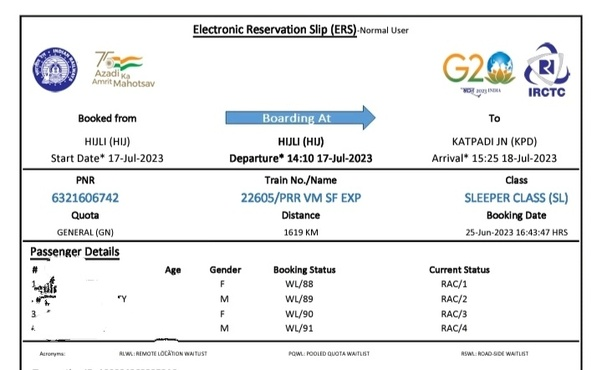 Electronic Reservation Slip (ERS)-Normal User
INDIAN RAILWAYS
75 Azadi Ka Amrit Mahotsav
G20
2023 INDIA
IRCTC
Booked from Boarding At To
HIJLI (HIJ) HIJLI (HIJ) KATPADI JN (KPD)
Start Date* 17-Jul-2023 Departure* 14:10 17-Jul-2023 Arrival* 15:25 18-Jul-2023
PNR Train No./Name Class
6321606742 22605/PRR VM SF EXP SLEEPER CLASS (SL)
Quota Distance Booking Date
GENERAL (GN) 1619 KM 25-Jun-2023 16:43:47 HRS
Passenger Details
# Age Gender Booking Status Current Status
1. F WL/88 RAC/1
Y M WL/89 RAC/2
3. F WL/90 RAC/3
M WL/91 RAC/4
Acronyms: RLWL: REMOTE LOCATION WAITLIST PQWL: POOLED QUOTA WAITLIST RSWL: ROAD-SIDE WAITLIST